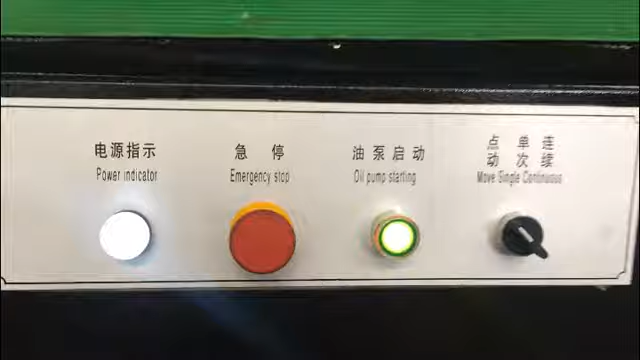 电源指示
Power indicator
急停
Emergency stop
油泵启动
Oil pump starting
点 单 连
动 次 续
Move Single Continuous